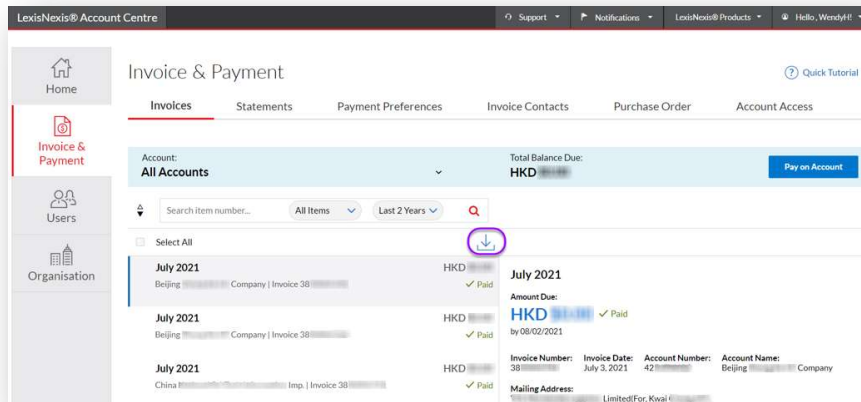 LexisNexis® Account Centre
Support
Notifications
LexisNexis® Products
Hello, WendyH!
Home
Invoice & Payment
Users
Organisation
Invoice & Payment
Quick Tutorial
Invoices Statements Payment Preferences Invoice Contacts Purchase Order Account Access
Account:
All Accounts
Total Balance Due:
HKD
Pay on Account
Search item number...
All Items
Last 2 Years
Select All
July 2021 HKD
Beijing Company | Invoice 38 Paid
July 2021 HKD
Beijing Company | Invoice 38 Paid
July 2021 HKD
China Imp. | Invoice 38 Paid
July 2021
Amount Due:
HKD Paid
by 08/02/2021
Invoice Number: Invoice Date: Account Number: Account Name:
38 July 3, 2021 42 Beijing Company
Mailing Address:
Limited(For. Kwai